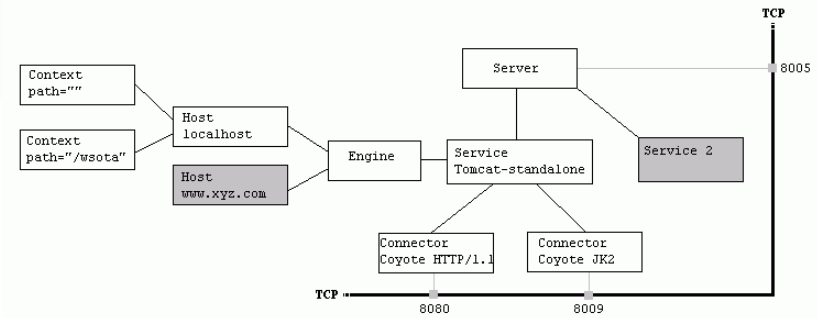 TCP
Server
8005
Context
path=""
Host
localhost
Context
path="/wsota"
Engine
Service
Tomcat-standalone
Service 2
Host
www.xyz.com
Connector
Coyote HTTP/1.1
Connector
Coyote JK2
TCP
8080
8009